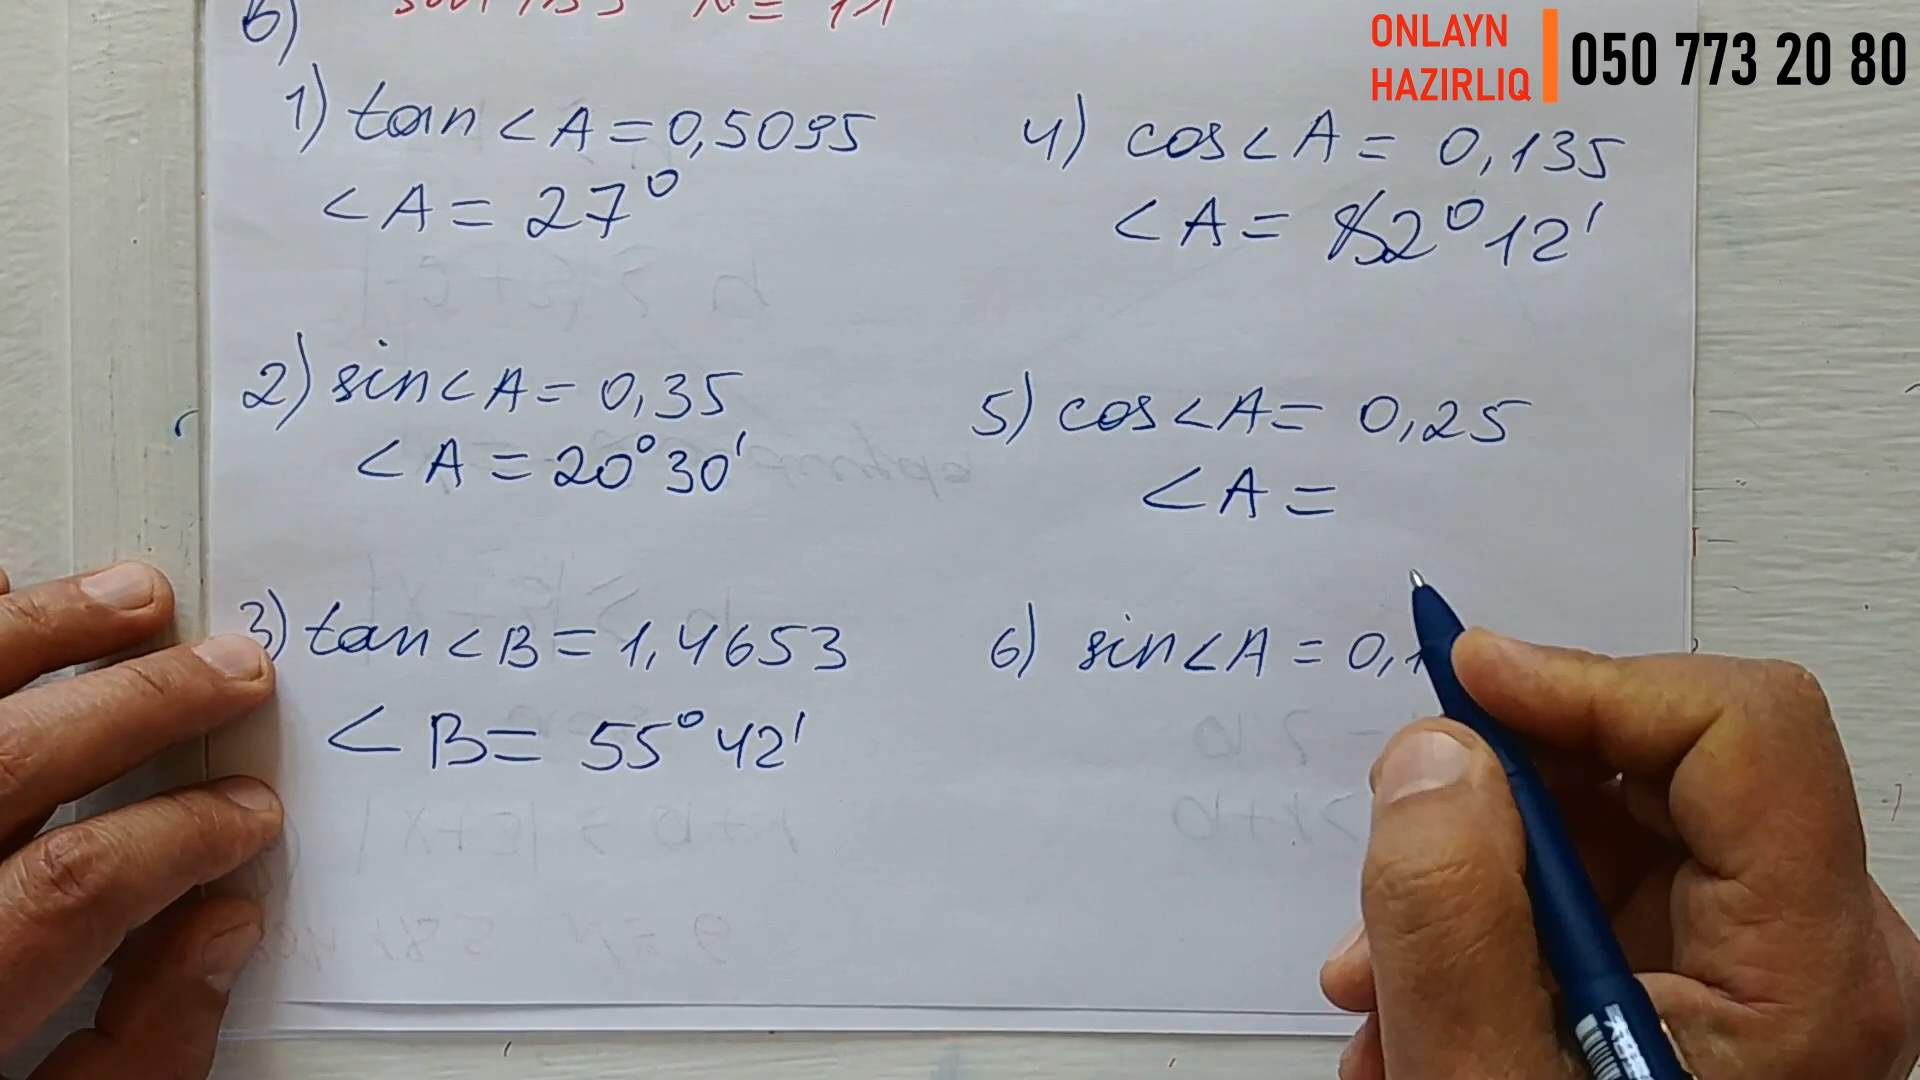 ONLAYN
HAZIRLIQ
050 773 20 80
б)
1) tan∠A=0,5095
∠A=27°
2) sin∠A=0,35
∠A=20°30'
3) tan∠B=1,4653
∠B=55°42'
4) cos∠A=0,135
∠A=82°12'
5) cos∠A=0,25
∠A=
6) sin∠A=0,1